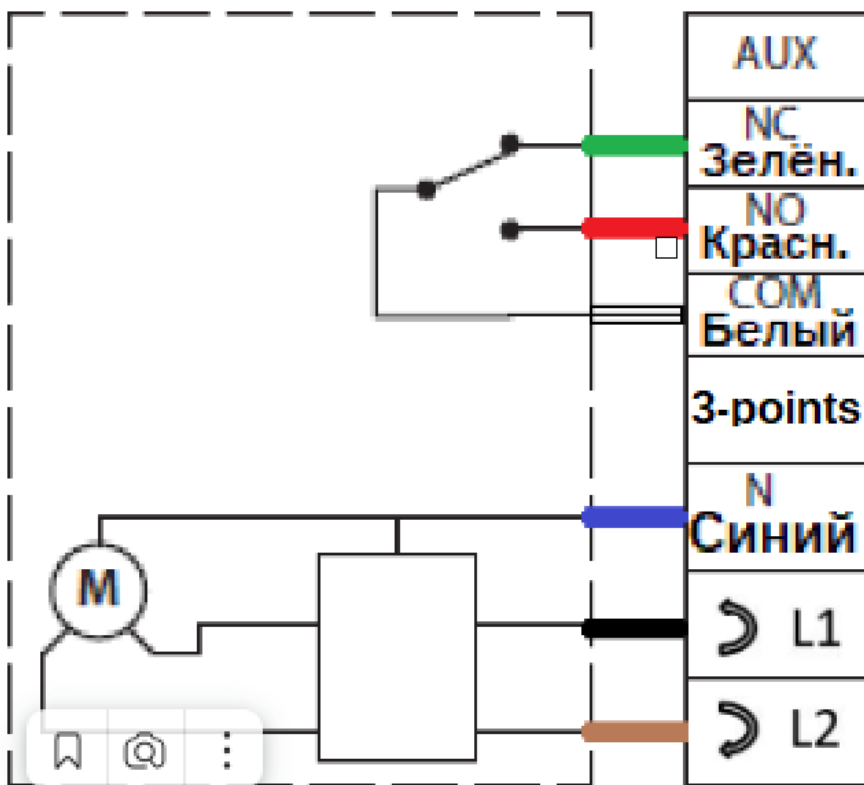 AUX
NC
Зелён.
NO
Красн.
COM
Белый
3-points
N
Синий
M
L1
L2